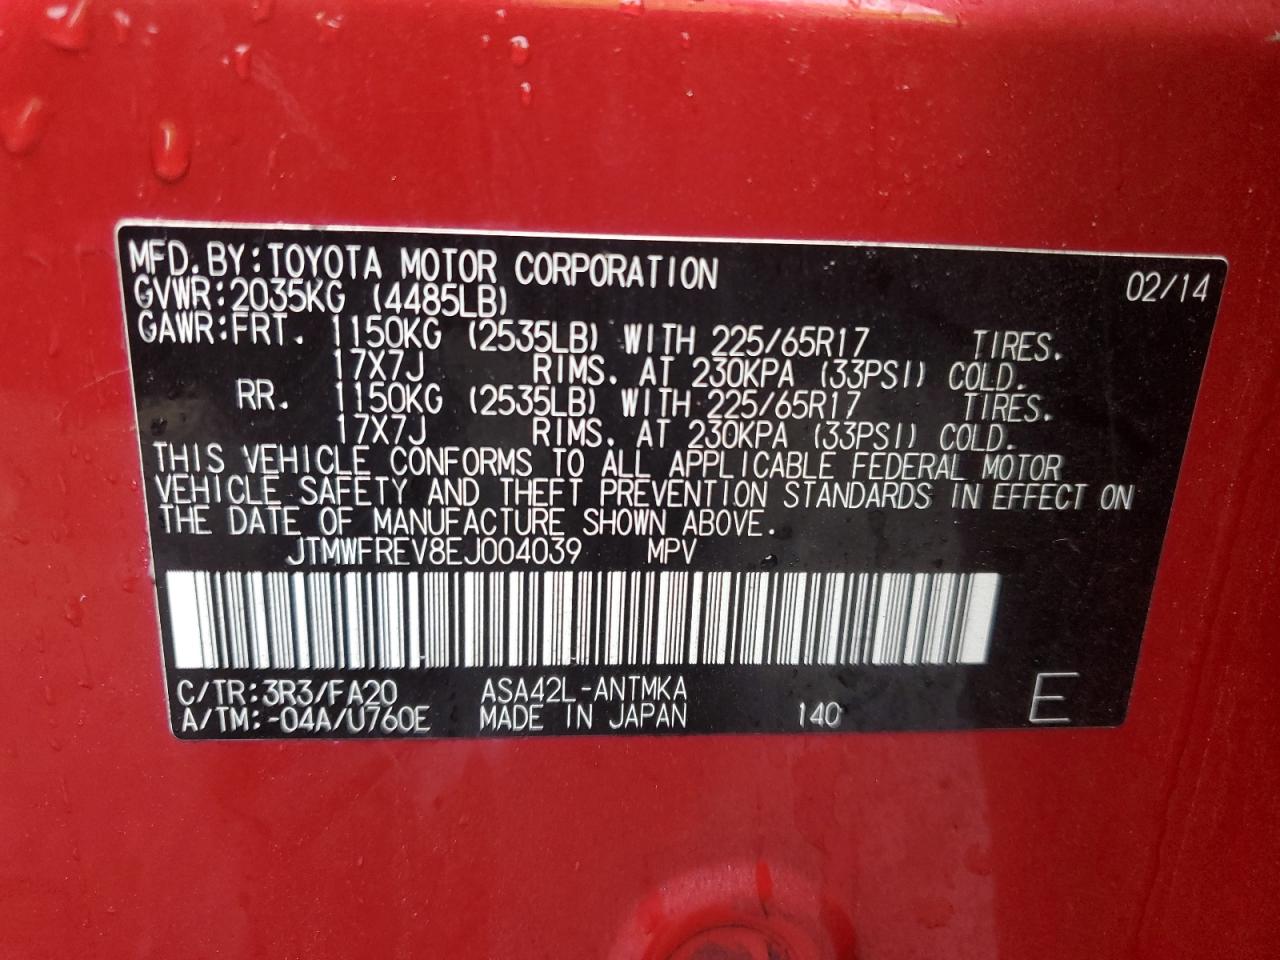 MFD. BY: TOYOTA MOTOR CORPORATION 02/14
GVWR: 2035KG (4485LB)
GAWR: FRT. 1150KG (2535LB) WITH 225/65R17 TIRES.
17X7J RIMS. AT 230KPA (33PSI) COLD.
RR. 1150KG (2535LB) WITH 225/65R17 TIRES.
17X7J RIMS. AT 230KPA (33PSI) COLD.
THIS VEHICLE CONFORMS TO ALL APPLICABLE FEDERAL MOTOR
VEHICLE SAFETY AND THEFT PREVENTION STANDARDS IN EFFECT ON
THE DATE OF MANUFACTURE SHOWN ABOVE.
JTMWFREV8EJ004039 MPV
C/TR: 3R3/FA20 ASA42L-ANTMKA
A/TM: -04A/U760E MADE IN JAPAN 140 E